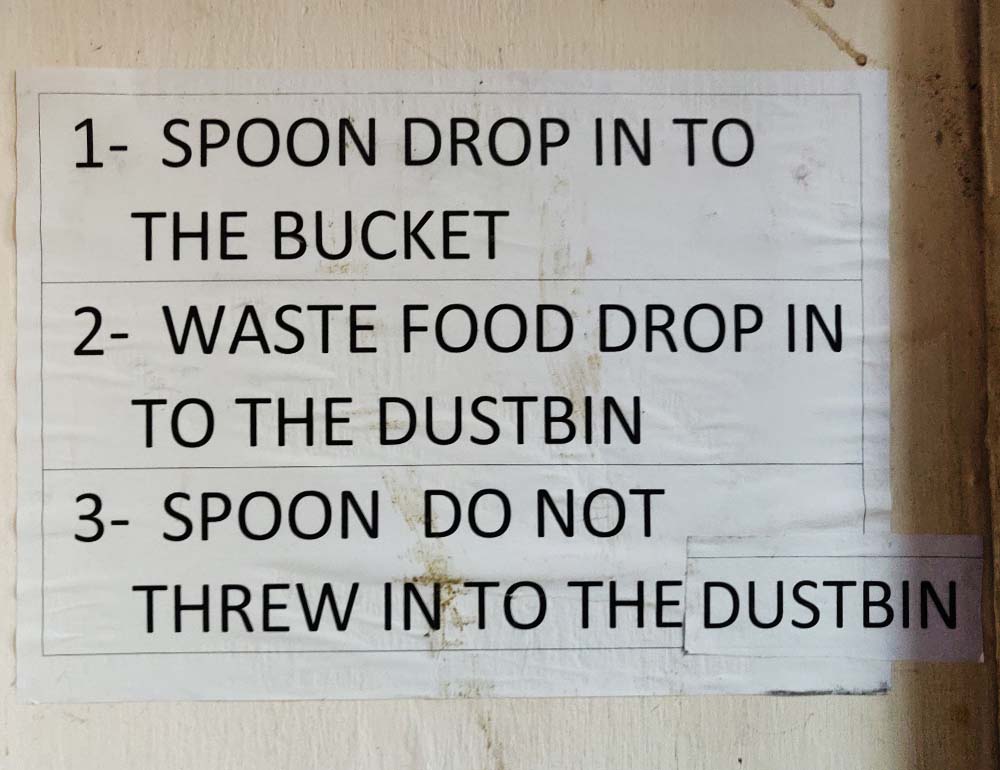 1- SPOON DROP IN TO
THE BUCKET
2- WASTE FOOD DROP IN
TO THE DUSTBIN
3- SPOON DO NOT
THREW IN TO THE DUSTBIN